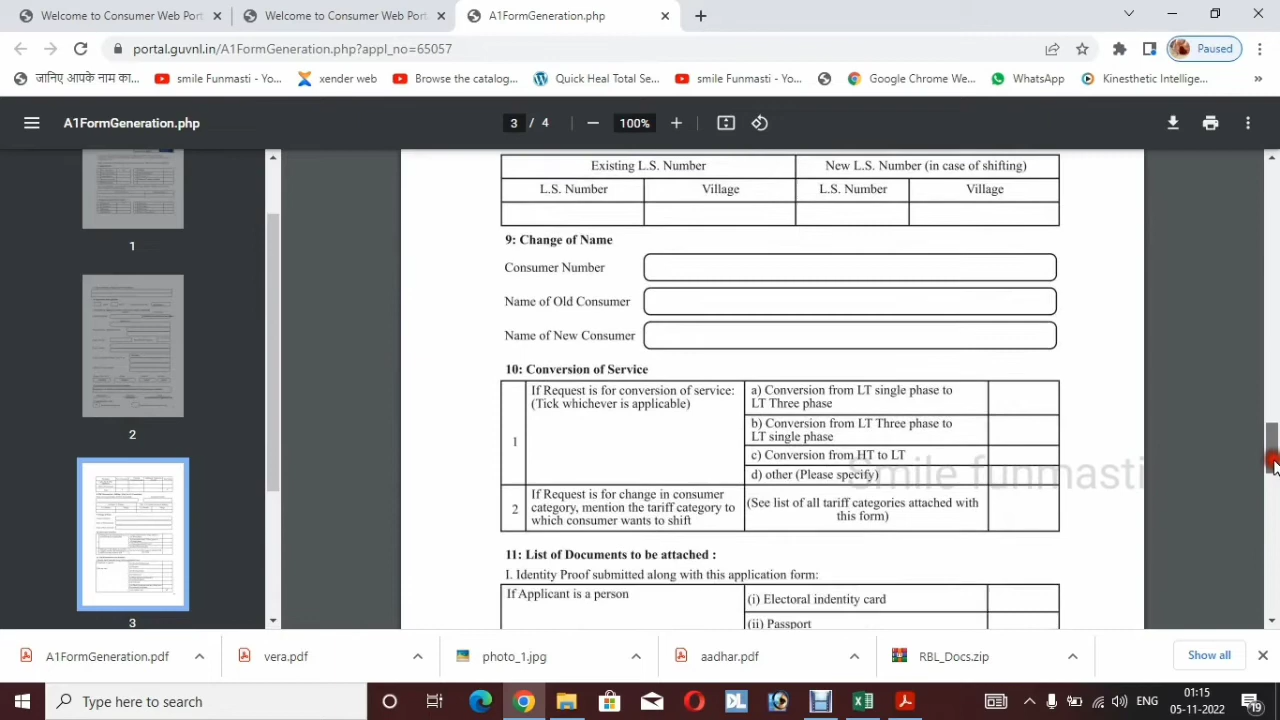 Welcome to Consumer Web Port
Welcome to Consumer Web Port
A1FormGeneration.php
portal.guvnl.in/A1FormGeneration.php?appl_no=65057
Paused
जानिए आपके नाम का...
smile Funmasti - Yo...
xender web
Browse the catalog...
Quick Heal Total Se...
smile Funmasti - Yo...
Google Chrome We...
WhatsApp
Kinesthetic Intellige...
»
A1FormGeneration.php
3 / 4
100%
1
2
3
Existing L.S. Number
New L.S. Number (in case of shifting)
L.S. Number
Village
L.S. Number
Village
9: Change of Name
Consumer Number
Name of Old Consumer
Name of New Consumer
10: Conversion of Service
1
If Request is for conversion of service:
(Tick whichever is applicable)
a) Conversion from LT single phase to
LT Three phase
b) Conversion from LT Three phase to
LT single phase
c) Conversion from HT to LT
d) other (Please specify)
Smile funmasti
2
If Request is for change in consumer
category, mention the tariff category to
which consumer wants to shift
(See list of all tariff categories attached with
this form)
11: List of Documents to be attached :
I. Identity Proof submitted along with this application form:
If Applicant is a person
(i) Electoral indentity card
(ii) Passport
A1FormGeneration.pdf
vera.pdf
photo_1.jpg
aadhar.pdf
RBL_Docs.zip
Show all
Type here to search
ENG
01:15
05-11-2022
19